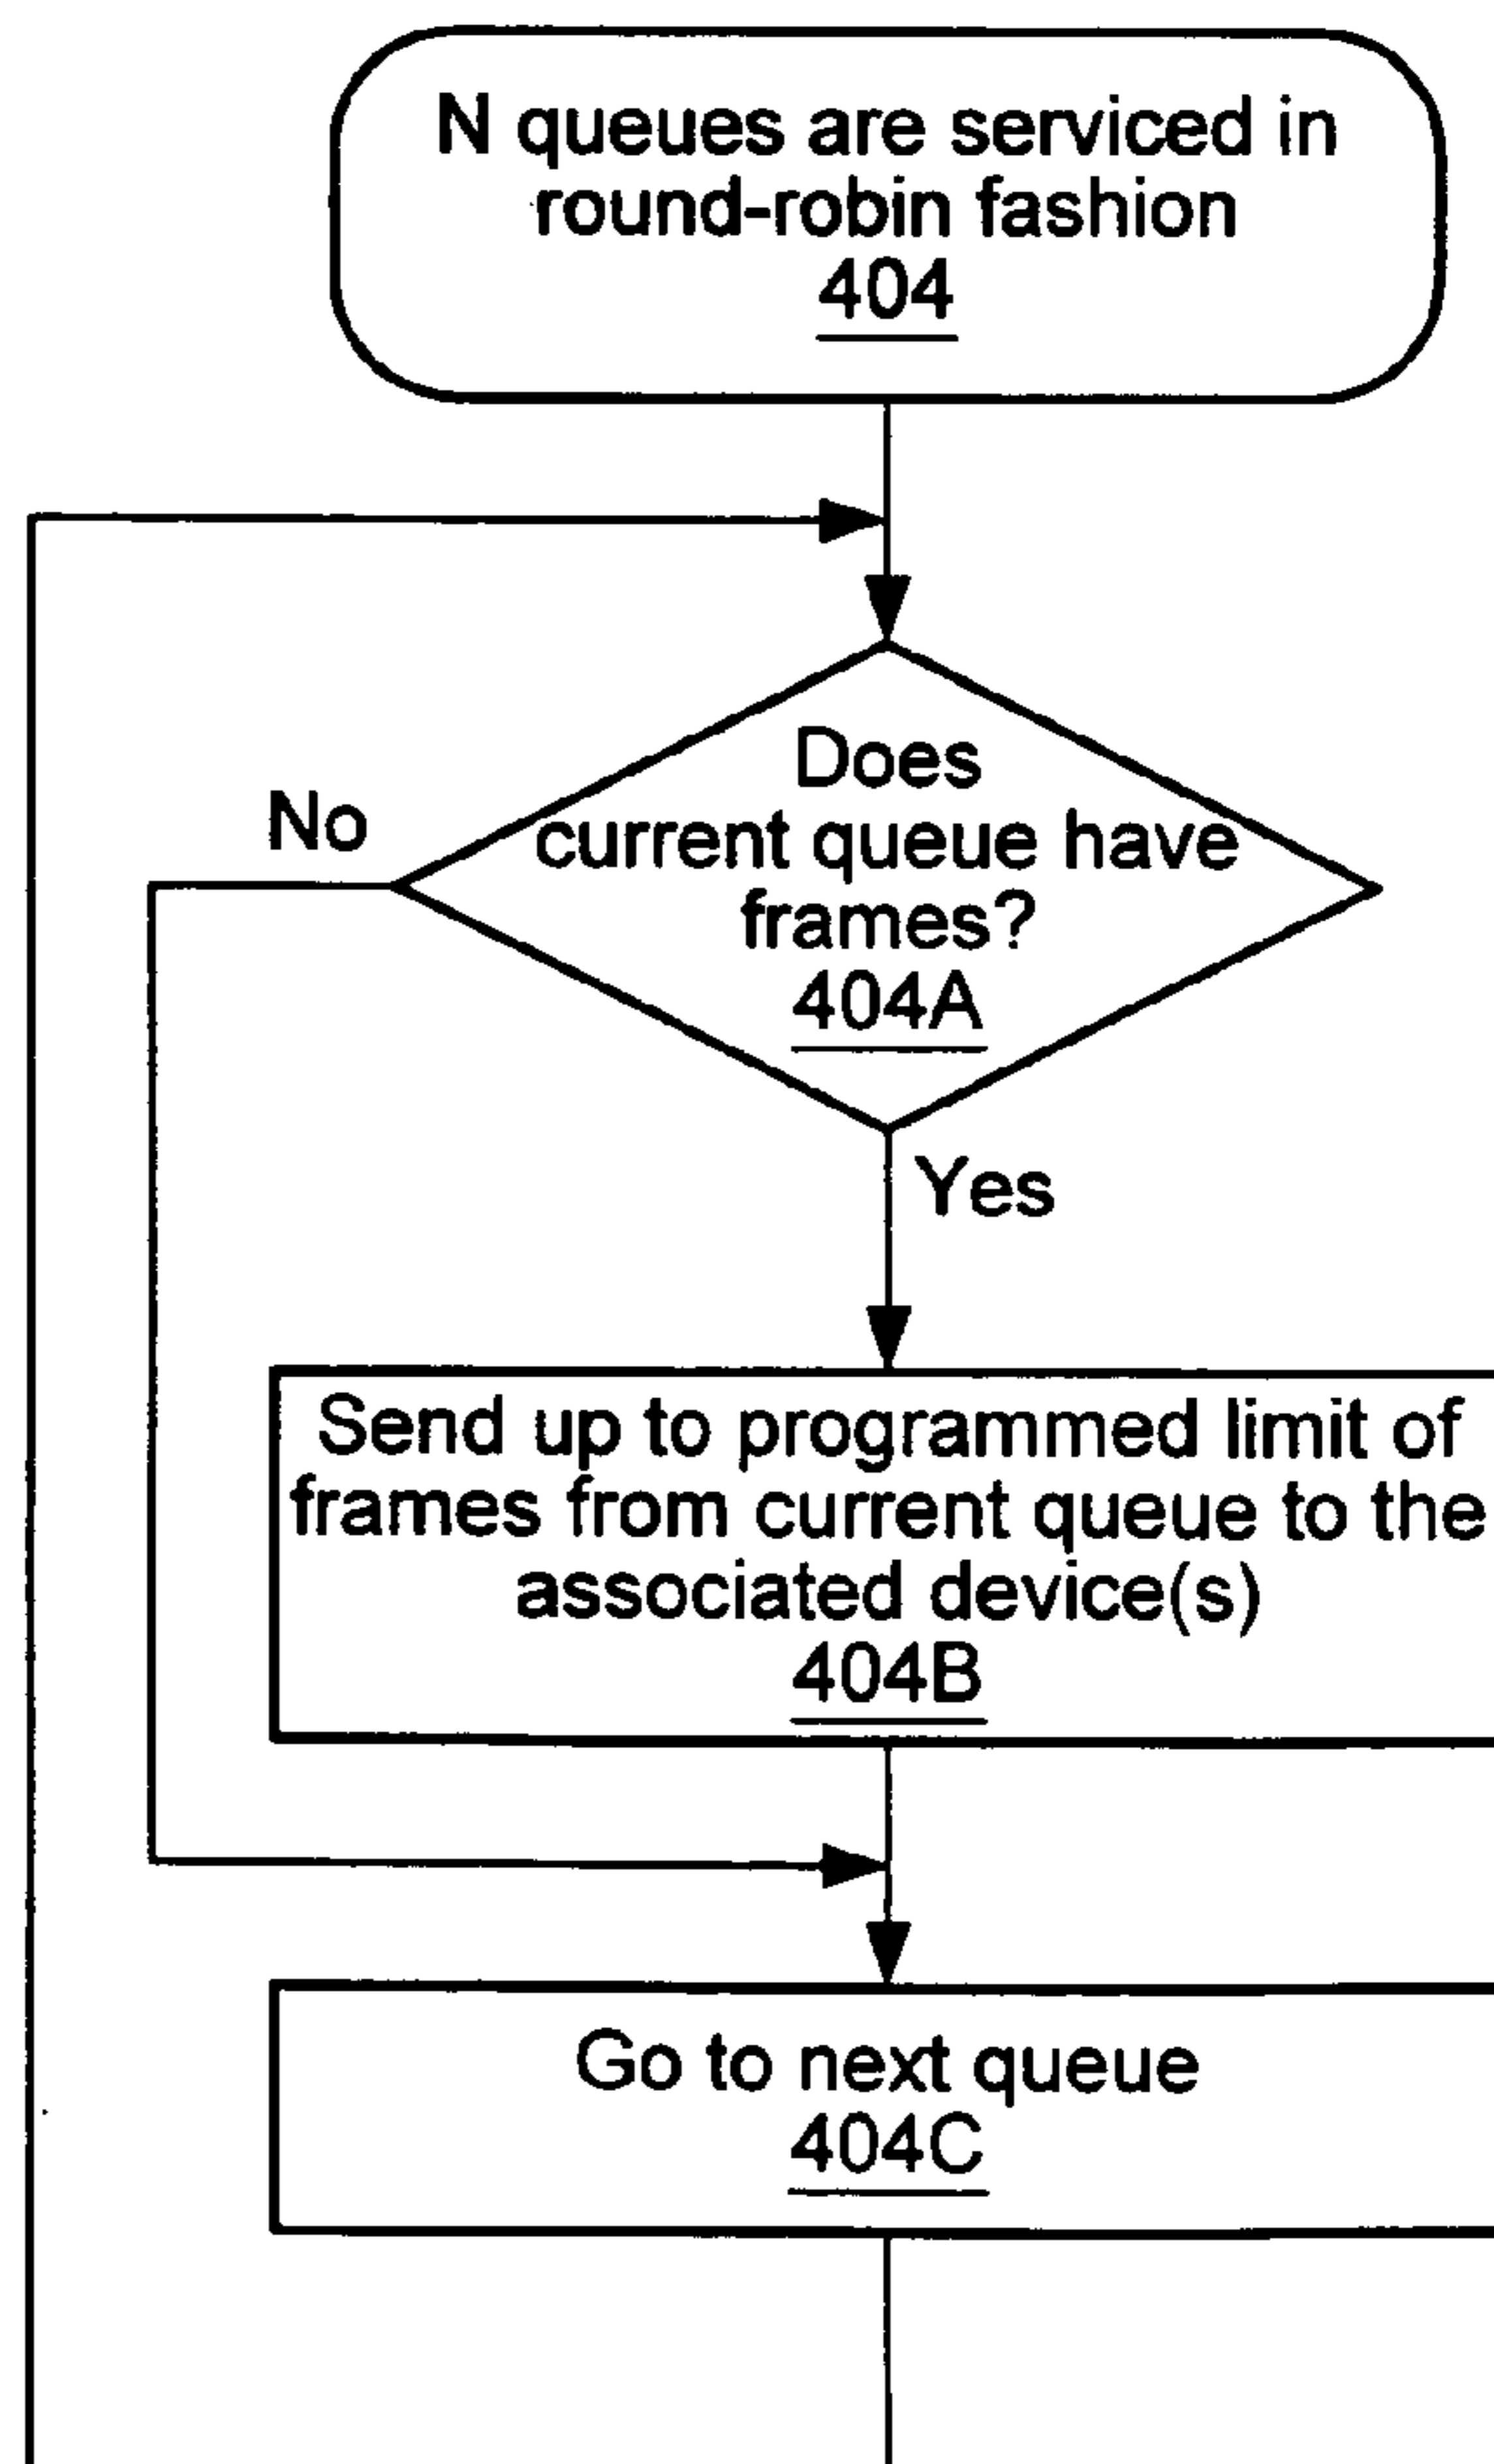 N queues are serviced in
round-robin fashion
404
Does
current queue have
frames?
404A
No
Yes
Send up to programmed limit of
frames from current queue to the
associated device(s)
404B
Go to next queue
404C